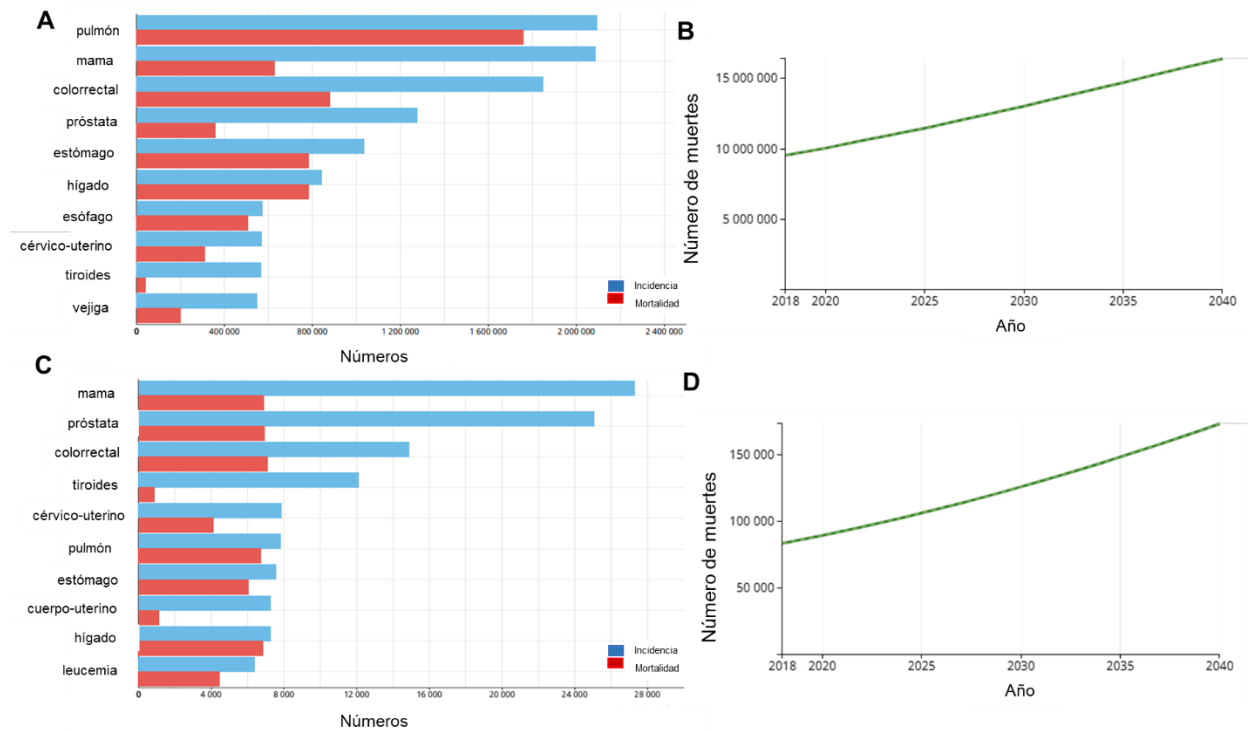 A
pulmón
mama
colorrectal
próstata
estómago
hígado
esófago
cérvico-uterino
tiroides
vejiga
Incidencia
Mortalidad
0 400 000 800 000 1 200 000 1 600 000 2 000 000 2 400 000
Números
B
Número de muertes
15 000 000
10 000 000
5 000 000
2018 2020 2025 2030 2035 2040
Año
C
mama
próstata
colorrectal
tiroides
cérvico-uterino
pulmón
estómago
cuerpo-uterino
hígado
leucemia
Incidencia
Mortalidad
0 4 000 8 000 12 000 16 000 20 000 24 000 28 000
Números
D
Número de muertes
150 000
100 000
50 000
2018 2020 2025 2030 2035 2040
Año